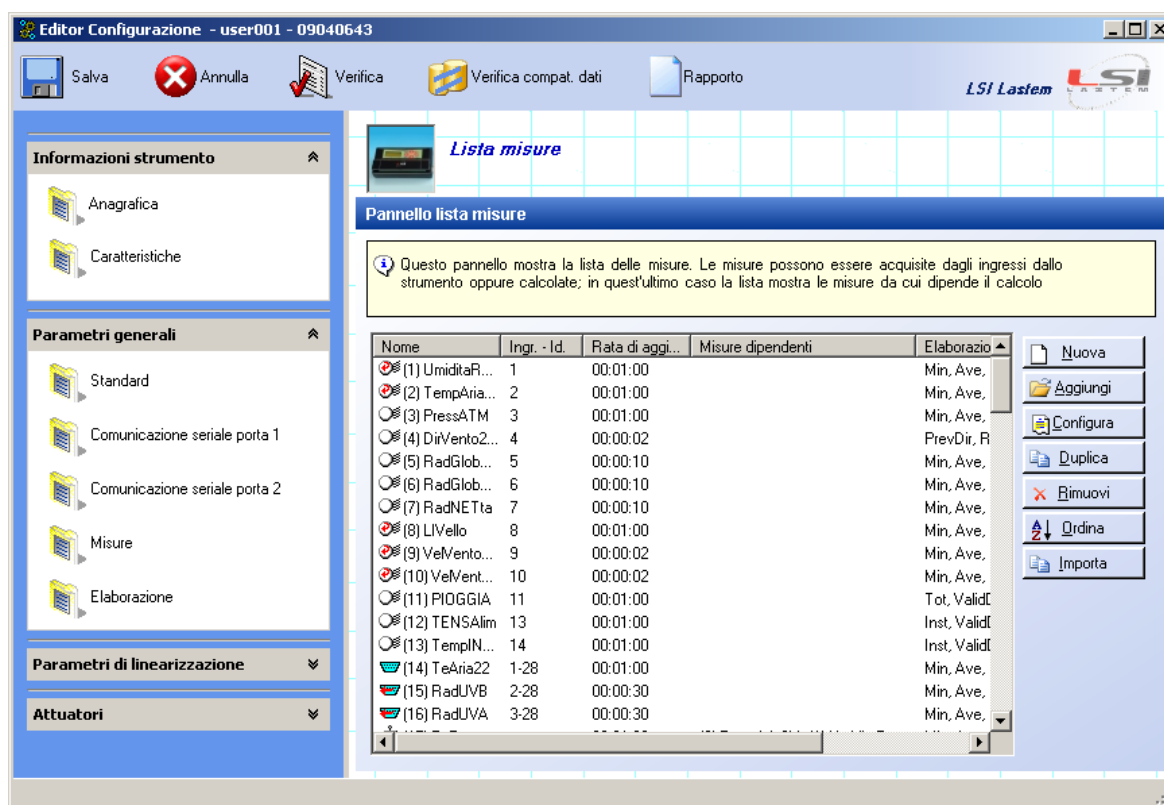 Editor Configurazione - user001 - 09040643
Salva Annulla Verifica Verifica compat. dati Rapporto
LSI Lastem
LSI
LASTEM
Informazioni strumento
Anagrafica
Caratteristiche
Parametri generali
Standard
Comunicazione seriale porta 1
Comunicazione seriale porta 2
Misure
Elaborazione
Parametri di linearizzazione
Attuatori
Lista misure
Pannello lista misure
Questo pannello mostra la lista delle misure. Le misure possono essere acquisite dagli ingressi dallo
strumento oppure calcolate; in quest'ultimo caso la lista mostra le misure da cui dipende il calcolo
Nome Ingr. - Id. Rata di aggi... Misure dipendenti Elaborazio
(1) UmiditaR... 1 00:01:00 Min, Ave,
(2) TempAria... 2 00:01:00 Min, Ave,
(3) PressATM 3 00:01:00 Min, Ave,
(4) DirVento2... 4 00:00:02 PrevDir, R
(5) RadGlob... 5 00:00:10 Min, Ave,
(6) RadGlob... 6 00:00:10 Min, Ave,
(7) RadNETta 7 00:00:10 Min, Ave,
(8) LIVello 8 00:01:00 Min, Ave,
(9) VelVento... 9 00:00:02 Min, Ave,
(10) VelVent... 10 00:00:02 Min, Ave,
(11) PIOGGIA 11 00:01:00 Tot, ValidD
(12) TENSAlim 13 00:01:00 Inst, ValidD
(13) TempIN... 14 00:01:00 Inst, ValidD
(14) TeAria22 1-28 00:01:00 Min, Ave,
(15) RadUVB 2-28 00:00:30 Min, Ave,
(16) RadUVA 3-28 00:00:30 Min, Ave,
Nuova
Aggiungi
Configura
Duplica
Rimuovi
Ordina
Importa